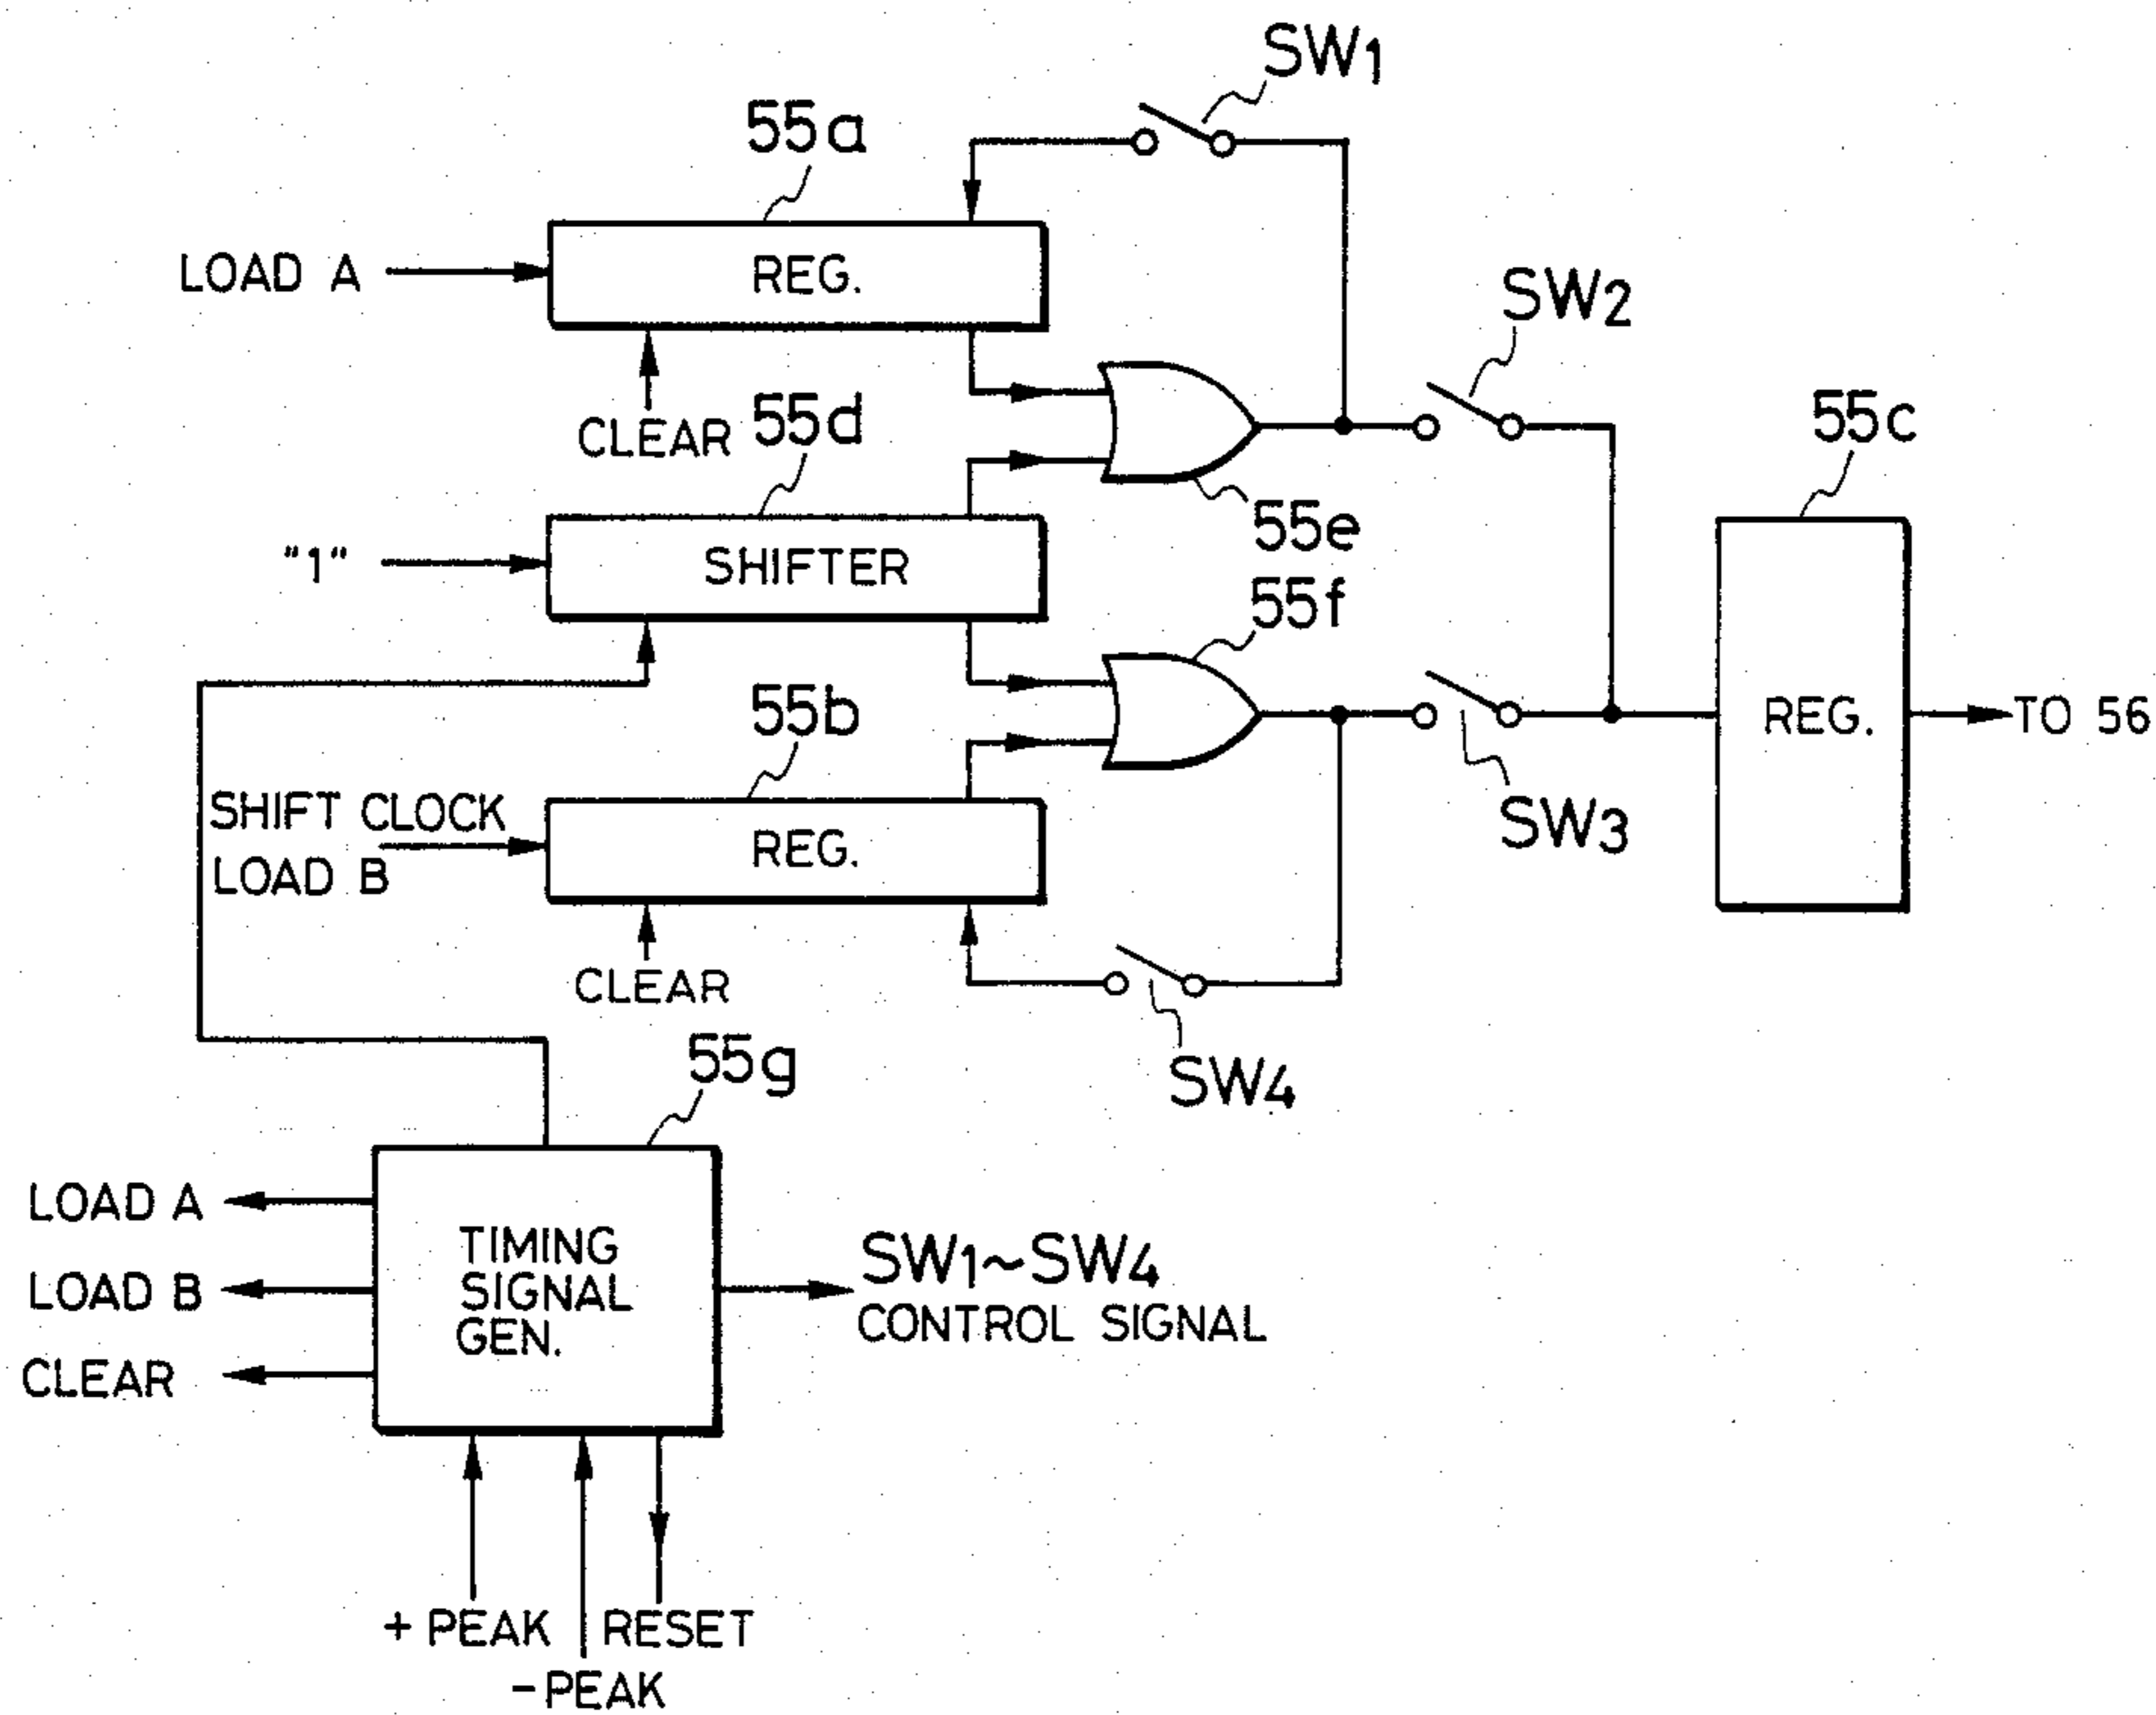 SW1
55a
LOAD A
REG.
SW2
CLEAR
55d
55c
"1"
SHIFTER
55e
55f
55b
REG.
TO 56
SHIFT CLOCK
LOAD B
REG.
SW3
CLEAR
55g
SW4
LOAD A
TIMING
SIGNAL
GEN.
LOAD B
SW1~SW4
CONTROL SIGNAL
CLEAR
+ PEAK
RESET
-PEAK